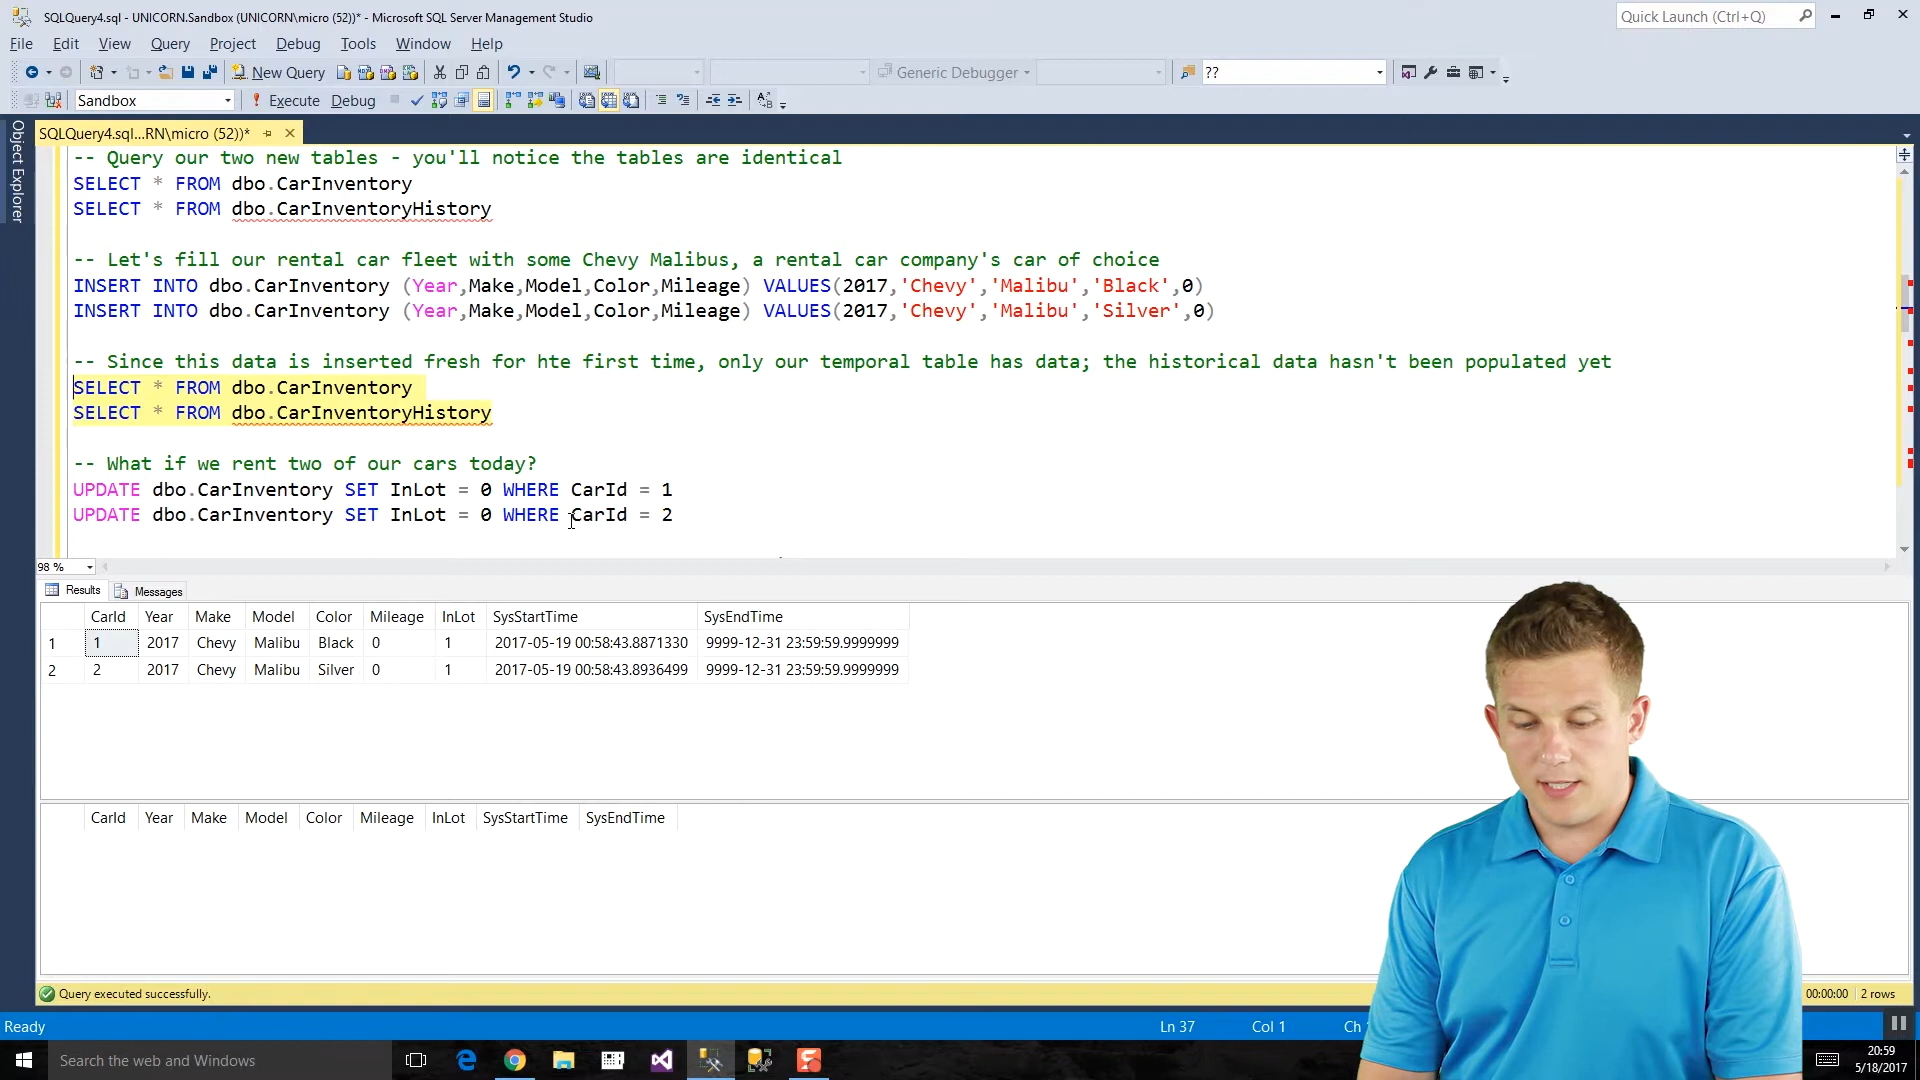 SQLQuery4.sql - UNICORN.Sandbox (UNICORN\micro (52))* - Microsoft SQL Server Management Studio
Quick Launch (Ctrl+Q)
File Edit View Query Project Debug Tools Window Help
New Query Generic Debugger ??
Sandbox Execute Debug
SQLQuery4.sql...RN\micro (52))*
Object Explorer
-- Query our two new tables - you'll notice the tables are identical
SELECT * FROM dbo.CarInventory
SELECT * FROM dbo.CarInventoryHistory
-- Let's fill our rental car fleet with some Chevy Malibus, a rental car company's car of choice
INSERT INTO dbo.CarInventory (Year,Make,Model,Color,Mileage) VALUES(2017,'Chevy','Malibu','Black',0)
INSERT INTO dbo.CarInventory (Year,Make,Model,Color,Mileage) VALUES(2017,'Chevy','Malibu','Silver',0)
-- Since this data is inserted fresh for hte first time, only our temporal table has data; the historical data hasn't been populated yet
SELECT * FROM dbo.CarInventory
SELECT * FROM dbo.CarInventoryHistory
-- What if we rent two of our cars today?
UPDATE dbo.CarInventory SET InLot = 0 WHERE CarId = 1
UPDATE dbo.CarInventory SET InLot = 0 WHERE CarId = 2
98 %
Results Messages
CarId Year Make Model Color Mileage InLot SysStartTime SysEndTime
1 1 2017 Chevy Malibu Black 0 1 2017-05-19 00:58:43.8871330 9999-12-31 23:59:59.9999999
2 2 2017 Chevy Malibu Silver 0 1 2017-05-19 00:58:43.8936499 9999-12-31 23:59:59.9999999
CarId Year Make Model Color Mileage InLot SysStartTime SysEndTime
Query executed successfully. 00:00:00 2 rows
Ready Ln 37 Col 1 Ch
Search the web and Windows
20:59
5/18/2017